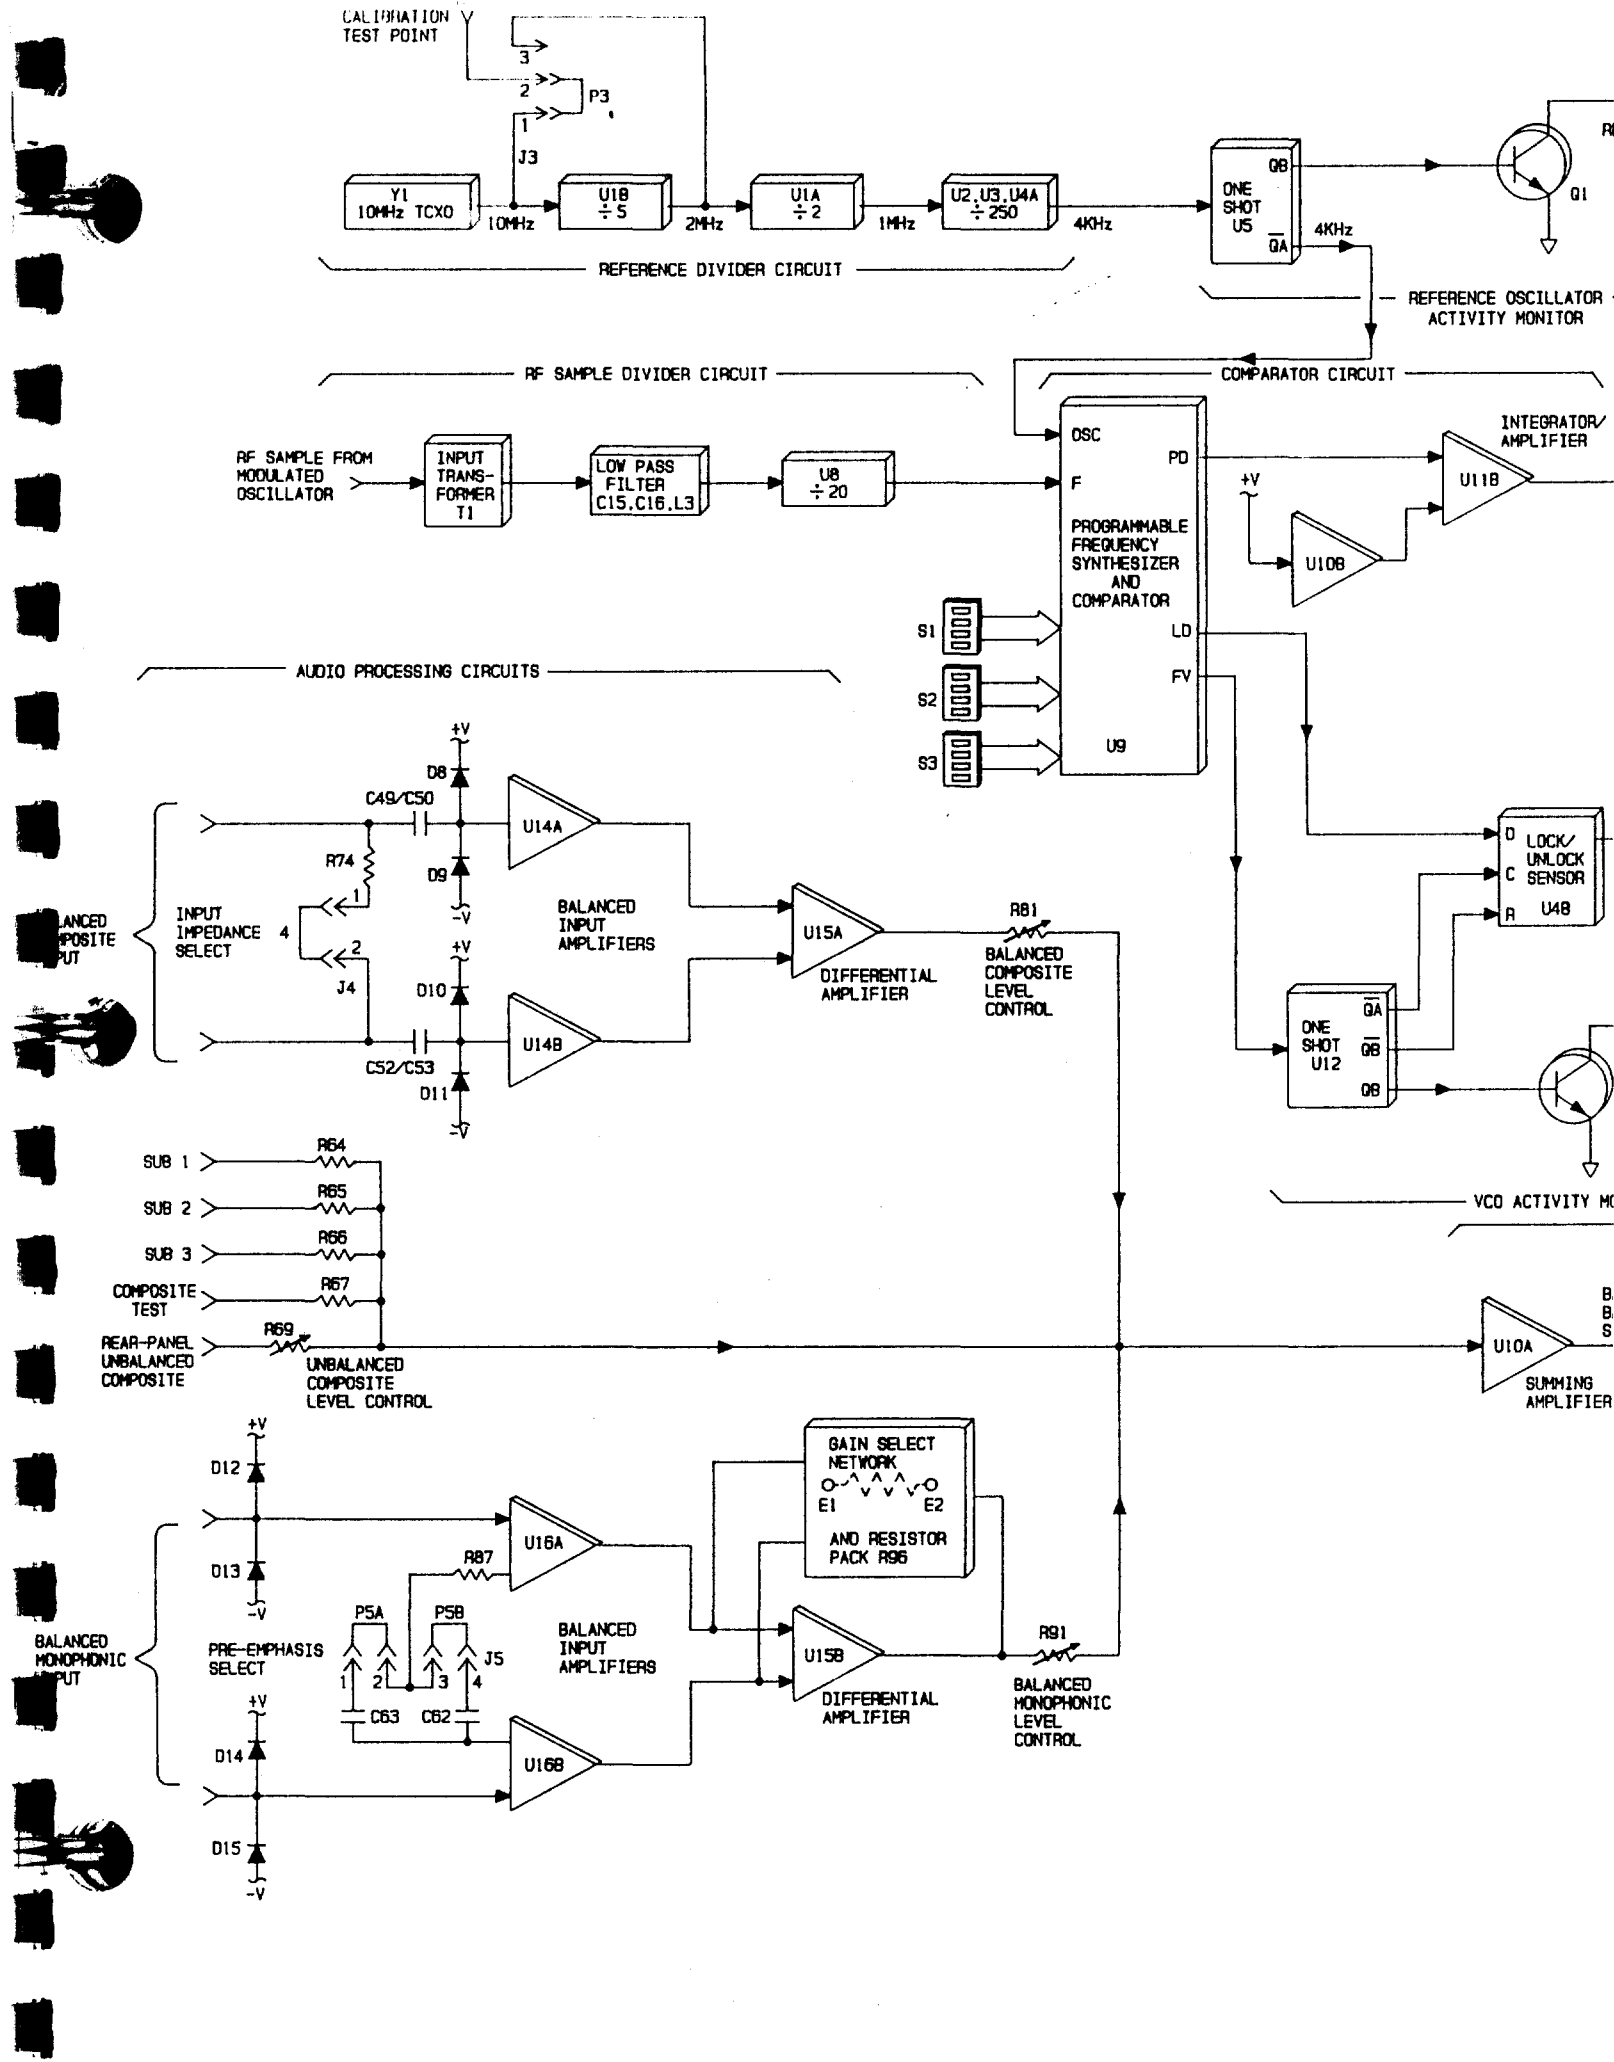 CALIBRATION
TEST POINT
3
2
1
P3
J3
Y1
10MHz TCXO
10MHz
U1B
÷ 5
2MHz
U1A
÷ 2
1MHz
U2,U3,U4A
÷ 250
4KHz
ONE
SHOT
U5
QB
QA
4KHz
Q1
REFERENCE DIVIDER CIRCUIT
REFERENCE OSCILLATOR
ACTIVITY MONITOR
RF SAMPLE DIVIDER CIRCUIT
COMPARATOR CIRCUIT
RF SAMPLE FROM
MODULATED
OSCILLATOR
INPUT
TRANS-
FORMER
T1
LOW PASS
FILTER
C15,C16,L3
U8
÷ 20
OSC
F
PD
PROGRAMMABLE
FREQUENCY
SYNTHESIZER
AND
COMPARATOR
LD
FV
U9
S1
S2
S3
+V
U10B
U11B
INTEGRATOR/
AMPLIFIER
D
C
R
LOCK/
UNLOCK
SENSOR
U4B
ONE
SHOT
U12
QA
QB
QB
VCO ACTIVITY MO
AUDIO PROCESSING CIRCUITS
LANCED
MPOSITE
PUT
INPUT
IMPEDANCE
SELECT
4
R74
1
2
J4
C49/C50
C52/C53
+V
D8
D9
-V
+V
D10
D11
-V
U14A
U14B
BALANCED
INPUT
AMPLIFIERS
U15A
DIFFERENTIAL
AMPLIFIER
R81
BALANCED
COMPOSITE
LEVEL
CONTROL
SUB 1
R64
SUB 2
R65
SUB 3
R66
COMPOSITE
TEST
R67
REAR-PANEL
UNBALANCED
COMPOSITE
R69
UNBALANCED
COMPOSITE
LEVEL CONTROL
U10A
SUMMING
AMPLIFIER
BALANCED
MONOPHONIC
PUT
+V
D12
D13
-V
PRE-EMPHASIS
SELECT
+V
D14
D15
-V
P5A
P5B
J5
1
2
3
4
C63
C62
R87
U16A
U16B
BALANCED
INPUT
AMPLIFIERS
GAIN SELECT
NETWORK
E1
E2
AND RESISTOR
PACK R96
U15B
DIFFERENTIAL
AMPLIFIER
R91
BALANCED
MONOPHONIC
LEVEL
CONTROL